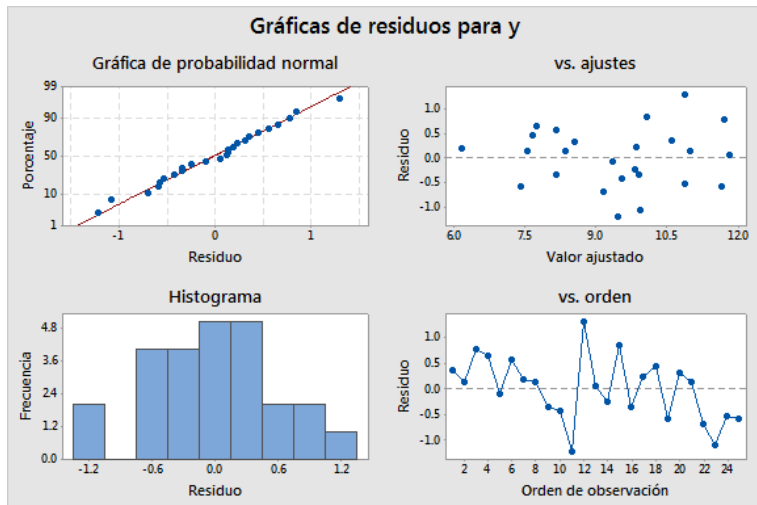 Gráficas de residuos para y
Gráfica de probabilidad normal
99
90
50
10
1
Porcentaje
-1 0 1
Residuo
vs. ajustes
1.0
0.5
0.0
-0.5
-1.0
Residuo
6.0 7.5 9.0 10.5 12.0
Valor ajustado
Histograma
4.8
3.6
2.4
1.2
0.0
Frecuencia
-1.2 -0.6 0.0 0.6 1.2
Residuo
vs. orden
1.0
0.5
0.0
-0.5
-1.0
Residuo
2 4 6 8 10 12 14 16 18 20 22 24
Orden de observación